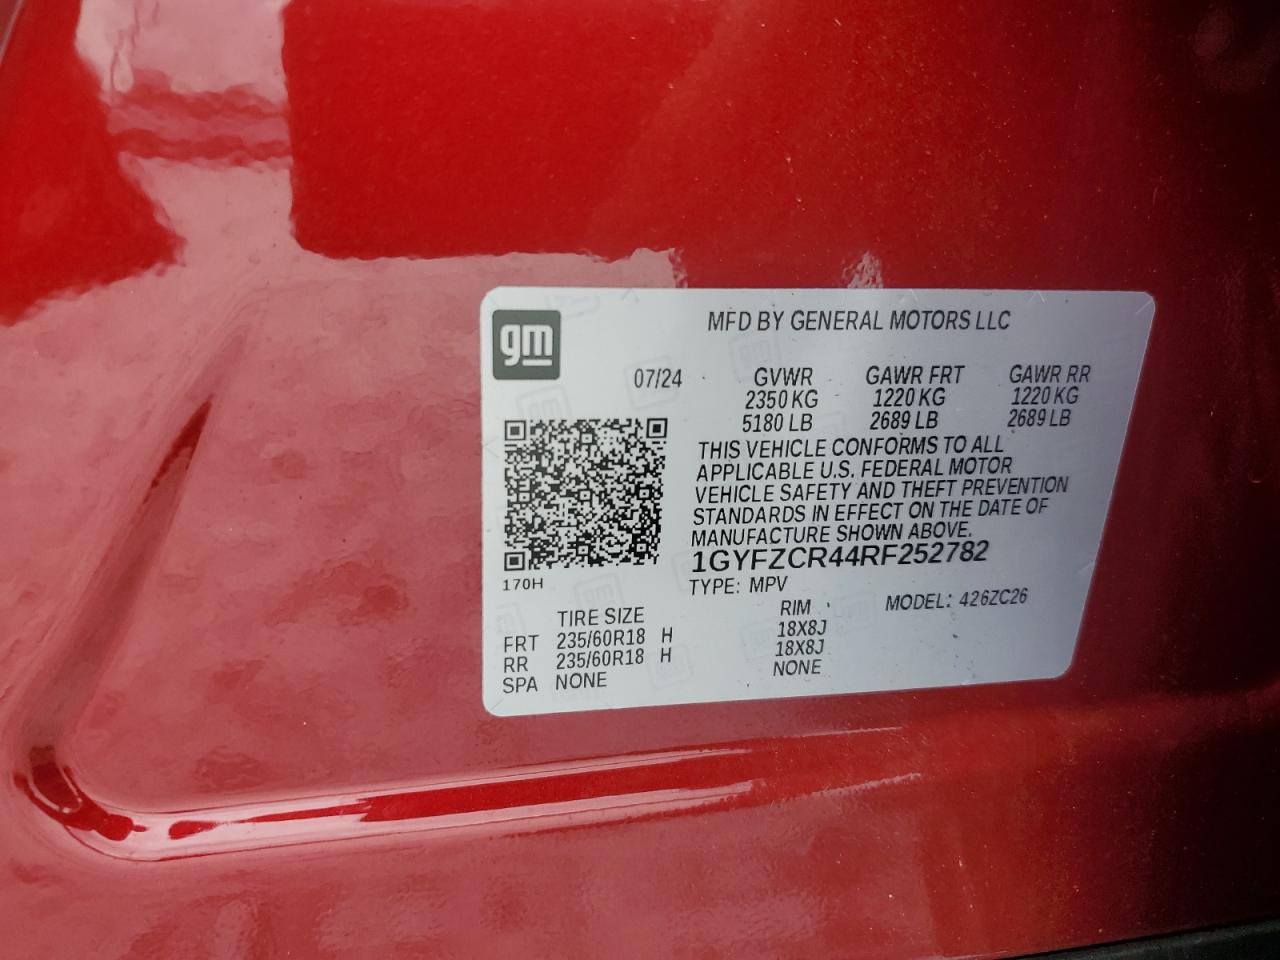 gm
MFD BY GENERAL MOTORS LLC
07/24 GVWR GAWR FRT GAWR RR
2350 KG 1220 KG 1220 KG
5180 LB 2689 LB 2689 LB
THIS VEHICLE CONFORMS TO ALL
APPLICABLE U.S. FEDERAL MOTOR
VEHICLE SAFETY AND THEFT PREVENTION
STANDARDS IN EFFECT ON THE DATE OF
MANUFACTURE SHOWN ABOVE.
1GYFZCR44RF252782
170H
TYPE: MPV MODEL: 426ZC26
TIRE SIZE RIM
FRT 235/60R18 H 18X8J
RR 235/60R18 H 18X8J
SPA NONE NONE